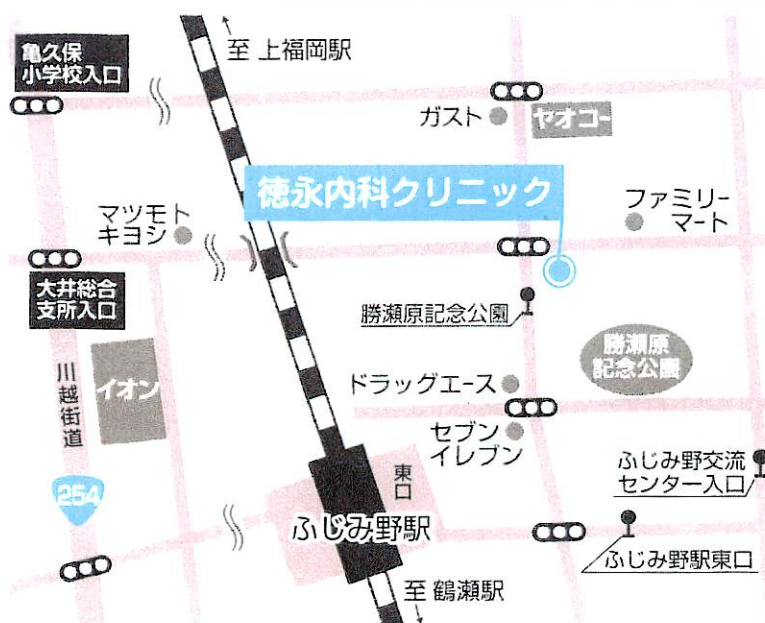 至 上福岡駅
亀久保
小学校入口
ガスト
ヤオコー
徳永内科クリニック
マツモト
キヨシ
ファミリー
マート
大井総合
支所入口
勝瀬原記念公園
勝瀬原
記念公園
イオン
川越街道
ドラッグエース
セブン
イレブン
東口
ふじみ野交流
センター入口
254
ふじみ野駅
ふじみ野駅東口
至 鶴瀬駅